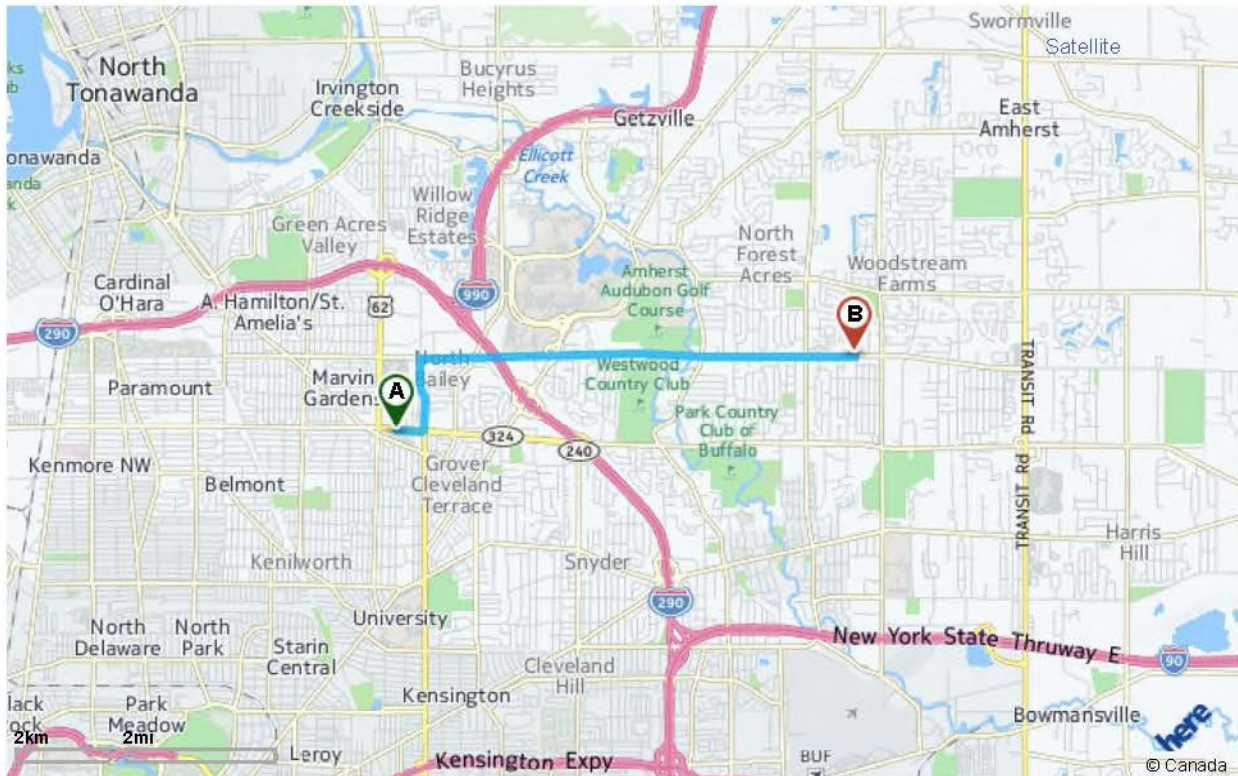 Swormville
Satellite
North
Tonawanda
Bucyrus
Heights
Irvington
Creekside
Getzville
East
Amherst
onawanda
Ellicott
Creek
Willow
Ridge
Estates
Green Acres
Valley
North
Forest
Acres
Woodstream
Farms
Cardinal
O'Hara
A. Hamilton/St.
Amelia's
62
990
Amherst
Audubon Golf
Course
290
B
North
Bailey
Westwood
Country Club
Paramount
Marvin
Gardens
A
TRANSIT Rd
324
240
Park Country
Club of
Buffalo
Kenmore NW
Belmont
Grover
Cleveland
Terrace
TRANSIT Rd
Harris
Hill
Kenilworth
Snyder
290
University
North
Delaware
North
Park
Starin
Central
New York State Thruway E
90
Cleveland
Hill
Kensington
lack
ock
Park
Meadow
Bowmansville
here
2km
2mi
Leroy
Kensington Expy
BUF
© Canada